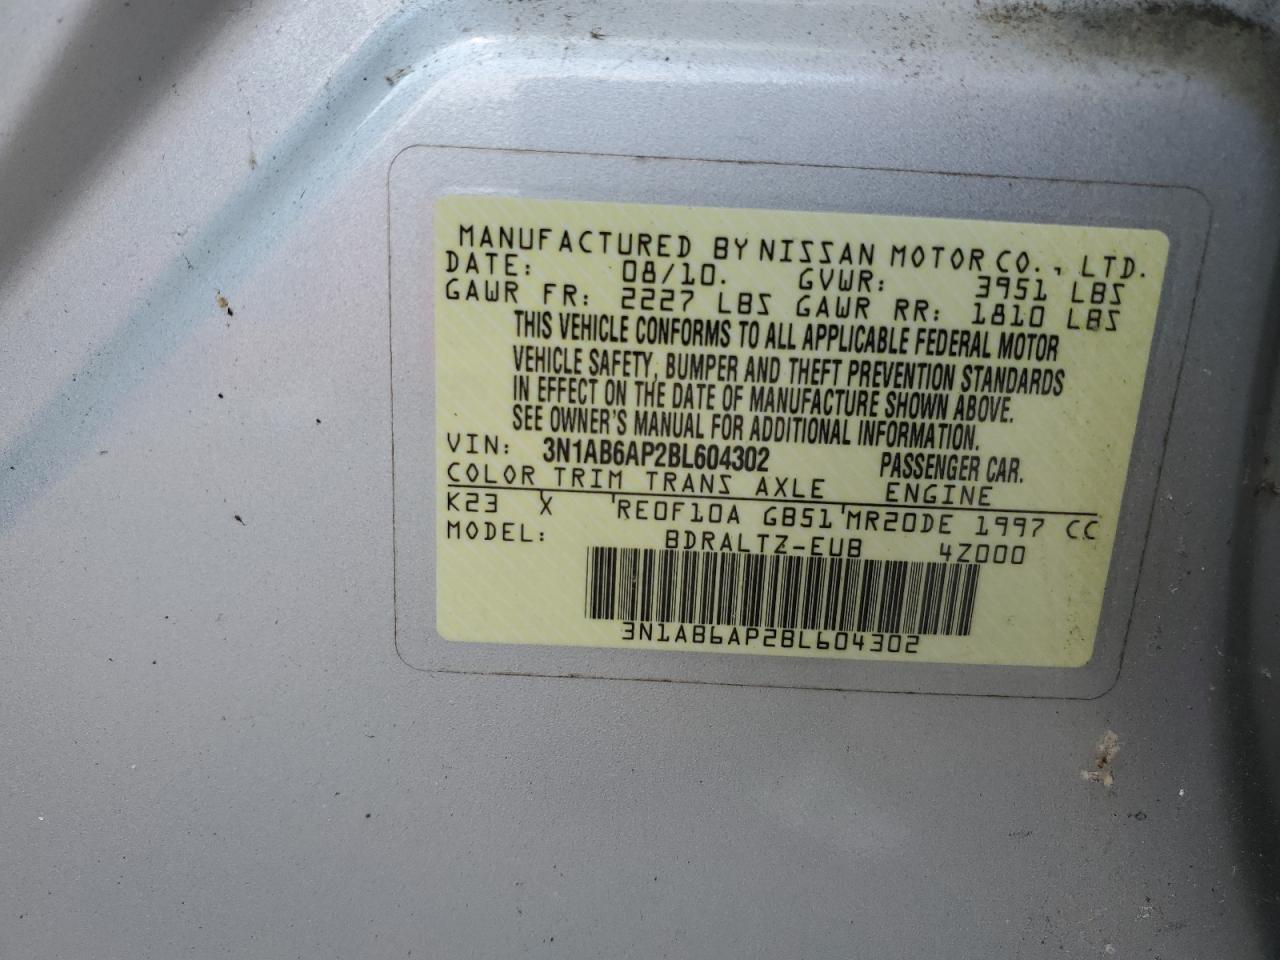 MANUFACTURED BY NISSAN MOTOR CO., LTD.
DATE: 08/10. GVWR: 3951 LBS
GAWR FR: 2227 LBS GAWR RR: 1810 LBS
THIS VEHICLE CONFORMS TO ALL APPLICABLE FEDERAL MOTOR
VEHICLE SAFETY, BUMPER AND THEFT PREVENTION STANDARDS
IN EFFECT ON THE DATE OF MANUFACTURE SHOWN ABOVE.
SEE OWNER'S MANUAL FOR ADDITIONAL INFORMATION.
VIN: 3N1AB6AP2BL604302 PASSENGER CAR.
COLOR TRIM TRANS AXLE ENGINE
K23 X RE0F10A GB51 MR20DE 1997 CC
MODEL: BDRALTZ-EUB 4Z000
3N1AB6AP2BL604302